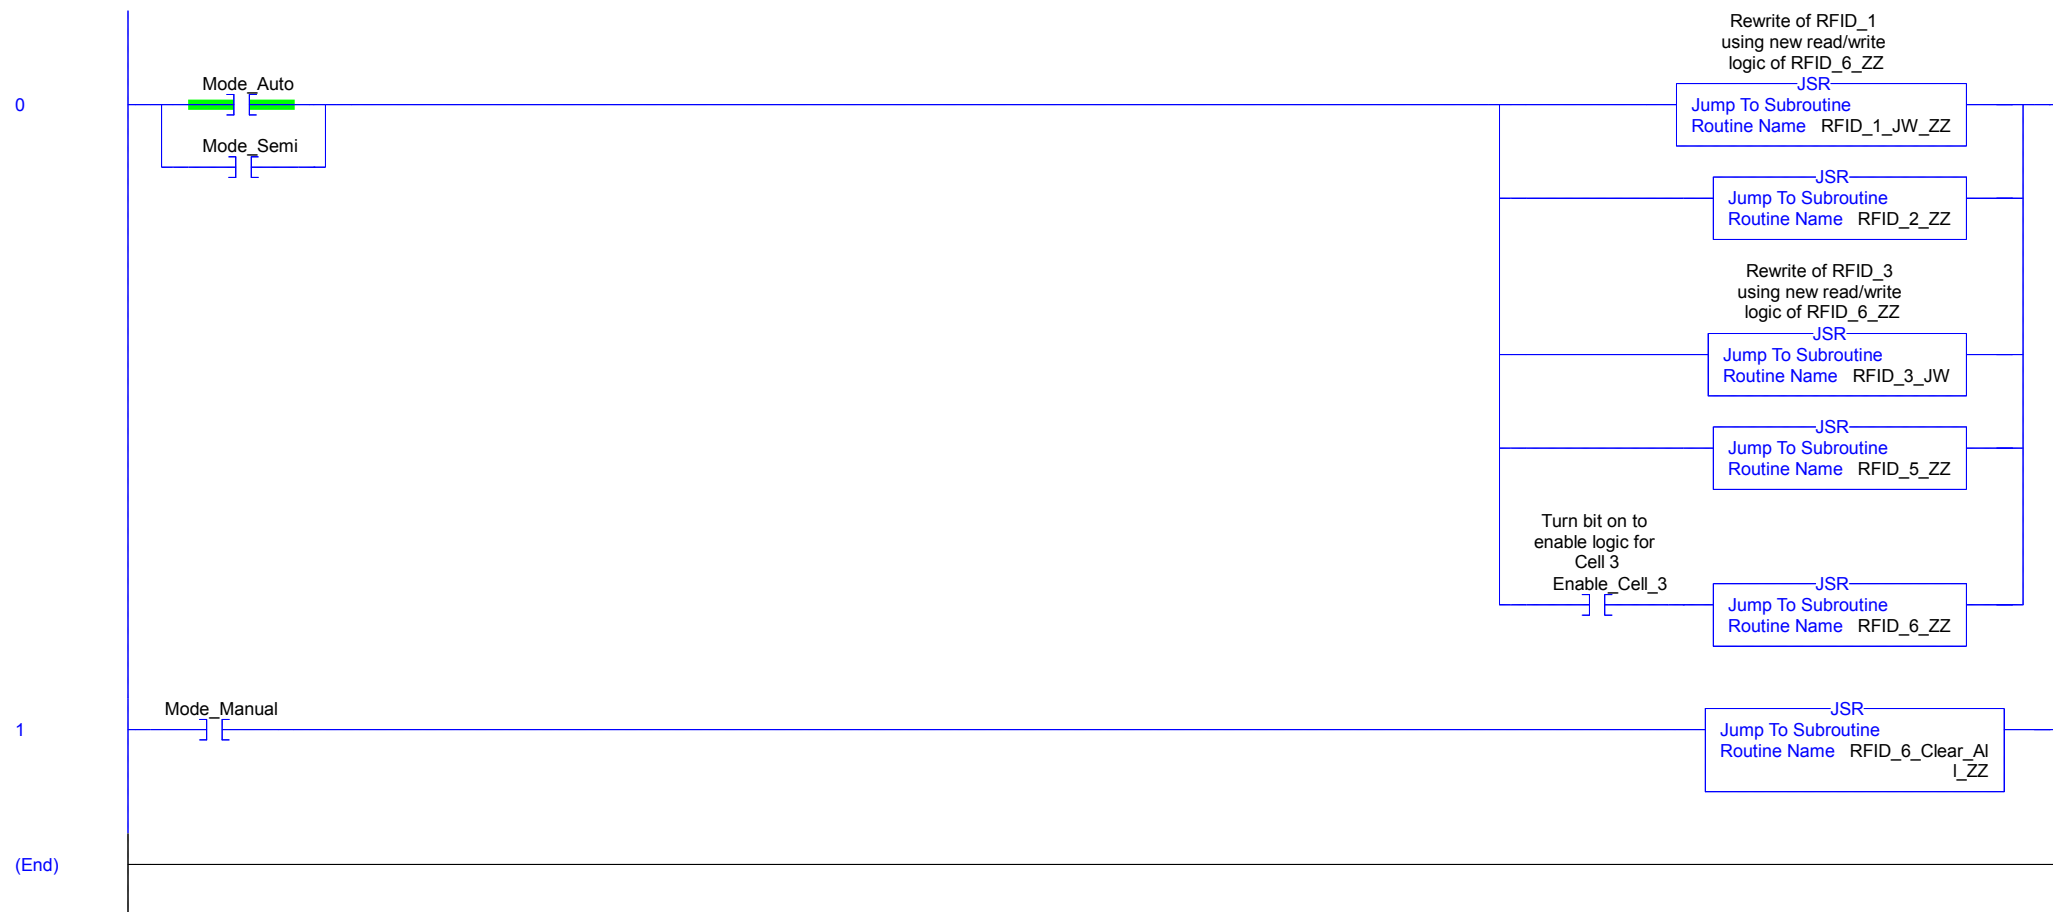 Rewrite of RFID_1
using new read/write
logic of RFID_6_ZZ
Mode_Auto
JSR
0
Jump To Subroutine
Routine Name RFID_1_JW_ZZ
Mode_Semi
JSR
Jump To Subroutine
Routine Name RFID_2_ZZ
Rewrite of RFID_3
using new read/write
logic of RFID_6_ZZ
JSR
Jump To Subroutine
Routine Name RFID_3_JW
JSR
Jump To Subroutine
Routine Name RFID_5_ZZ
Turn bit on to
enable logic for
Cell 3
Enable_Cell_3
JSR
Jump To Subroutine
Routine Name RFID_6_ZZ
Mode_Manual
JSR
1
Jump To Subroutine
Routine Name RFID_6_Clear_Al
l_ZZ
(End)